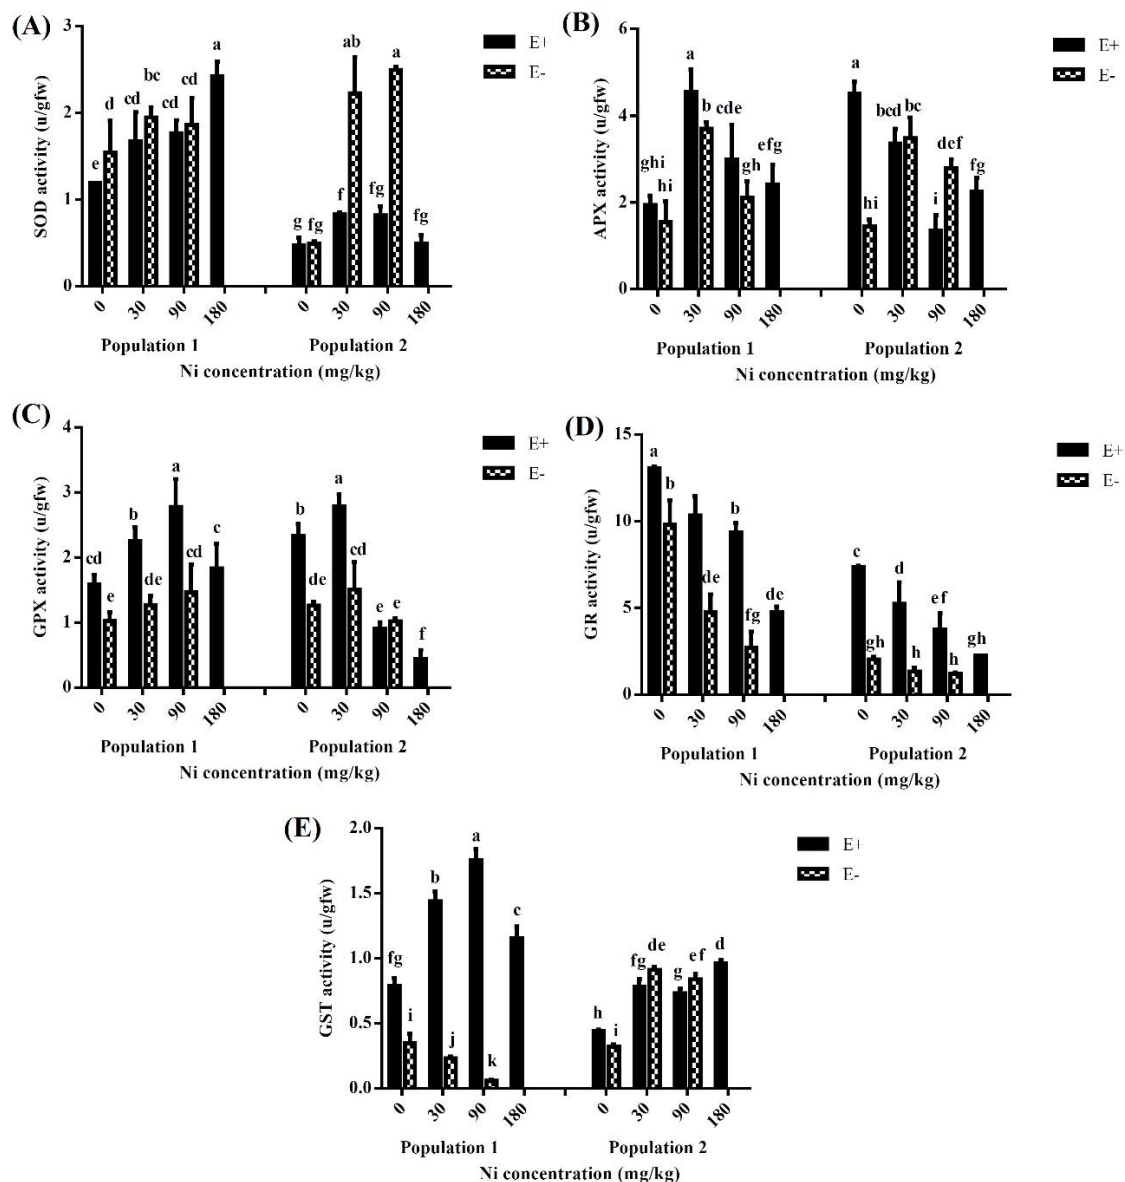 (A)
SOD activity (u/gfw)
3
2
1
0
E+
E-
e d cd bc cd cd a
g fg f ab fg a fg
0 30 90 180 0 30 90 180
Population 1 Population 2
Ni concentration (mg/kg)
(B)
APX activity (u/gfw)
6
4
2
0
E+
E-
ghi hi a b cde gh efg
a hi bcd bc i def fg
0 30 90 180 0 30 90 180
Population 1 Population 2
Ni concentration (mg/kg)
(C)
GPX activity (u/gfw)
4
3
2
1
0
E+
E-
cd e b de a cd c
b de a cd e e f
0 30 90 180 0 30 90 180
Population 1 Population 2
Ni concentration (mg/kg)
(D)
GR activity (u/gfw)
15
10
5
0
E+
E-
a b de b fg de
c gh d h ef h gh
0 30 90 180 0 30 90 180
Population 1 Population 2
Ni concentration (mg/kg)
(E)
GST activity (u/gfw)
2.0
1.5
1.0
0.5
0.0
E+
E-
fg i b j a k c
h i fg de g ef d
0 30 90 180 0 30 90 180
Population 1 Population 2
Ni concentration (mg/kg)